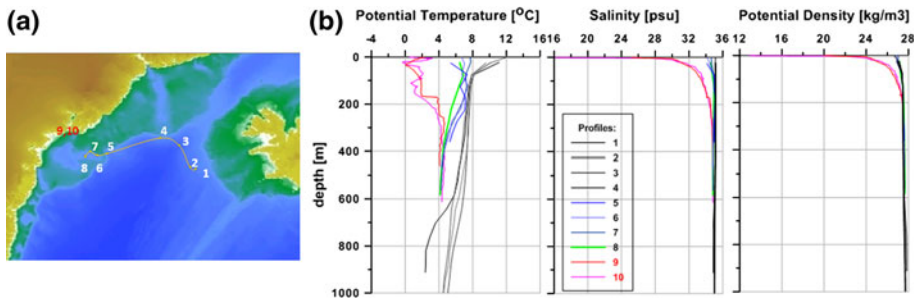 (a)
9,10
4
3
7
5
2
8
6
1
(b)
Potential Temperature [ºC]
-4 0 4 8 12 16
Salinity [psu]
16 20 24 28 32 36
Potential Density [kg/m3]
12 16 20 24 28
depth [m]
0
200
400
600
800
1000
Profiles:
1
2
3
4
5
6
7
8
9
10